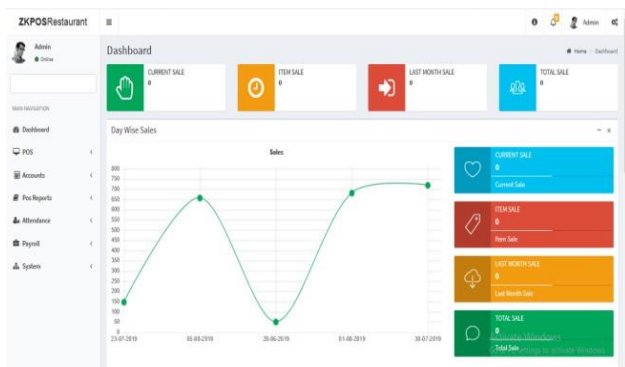 ZKPOSRestaurant
Admin
Admin
Online
MAIN NAVIGATION
Dashboard
POS
Accounts
Pos Reports
Attendance
Payroll
System
Dashboard
Home
Dashboard
CURRENT SALE
0
ITEM SALE
0
LAST MONTH SALE
0
TOTAL SALE
0
Day Wise Sales
Sales
800
750
700
650
600
550
500
450
400
350
300
250
200
150
100
50
0
23-07-2019
05-08-2019
20-06-2019
01-08-2019
30-07-2019
CURRENT SALE
0
Current Sale
ITEM SALE
0
Item Sale
LAST MONTH SALE
0
Last Month Sale
TOTAL SALE
0
Total Sale
Activate Windows
Settings to activate Windows.